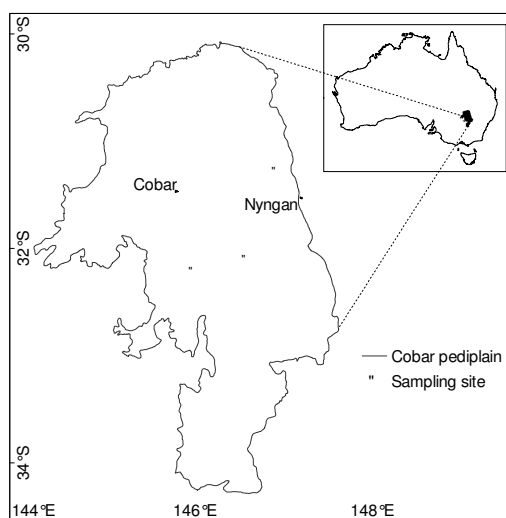 30°S
Cobar
Nyngan
32°S
Cobar pediplain
" Sampling site
34°S
144°E 146°E 148°E